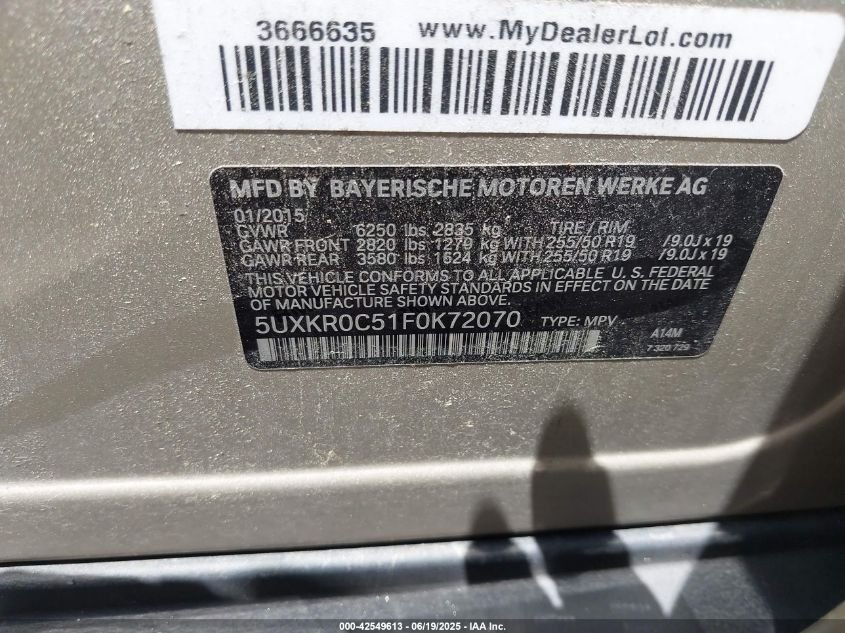 3666635 www.MyDealerLot.com
MFD BY BAYERISCHE MOTOREN WERKE AG
01/2015
GVWR 6250 lbs 2835 kg TIRE / RIM
GAWR FRONT 2820 lbs 1279 kg WITH 255/50 R19 /9.0J x 19
GAWR REAR 3580 lbs 1624 kg WITH 255/50 R19 /9.0J x 19
THIS VEHICLE CONFORMS TO ALL APPLICABLE U. S. FEDERAL
MOTOR VEHICLE SAFETY STANDARDS IN EFFECT ON THE DATE
OF MANUFACTURE SHOWN ABOVE.
5UXKR0C51F0K72070 TYPE: MPV
A14M
7 320 729
000-42549613 - 06/19/2025 - IAA Inc.